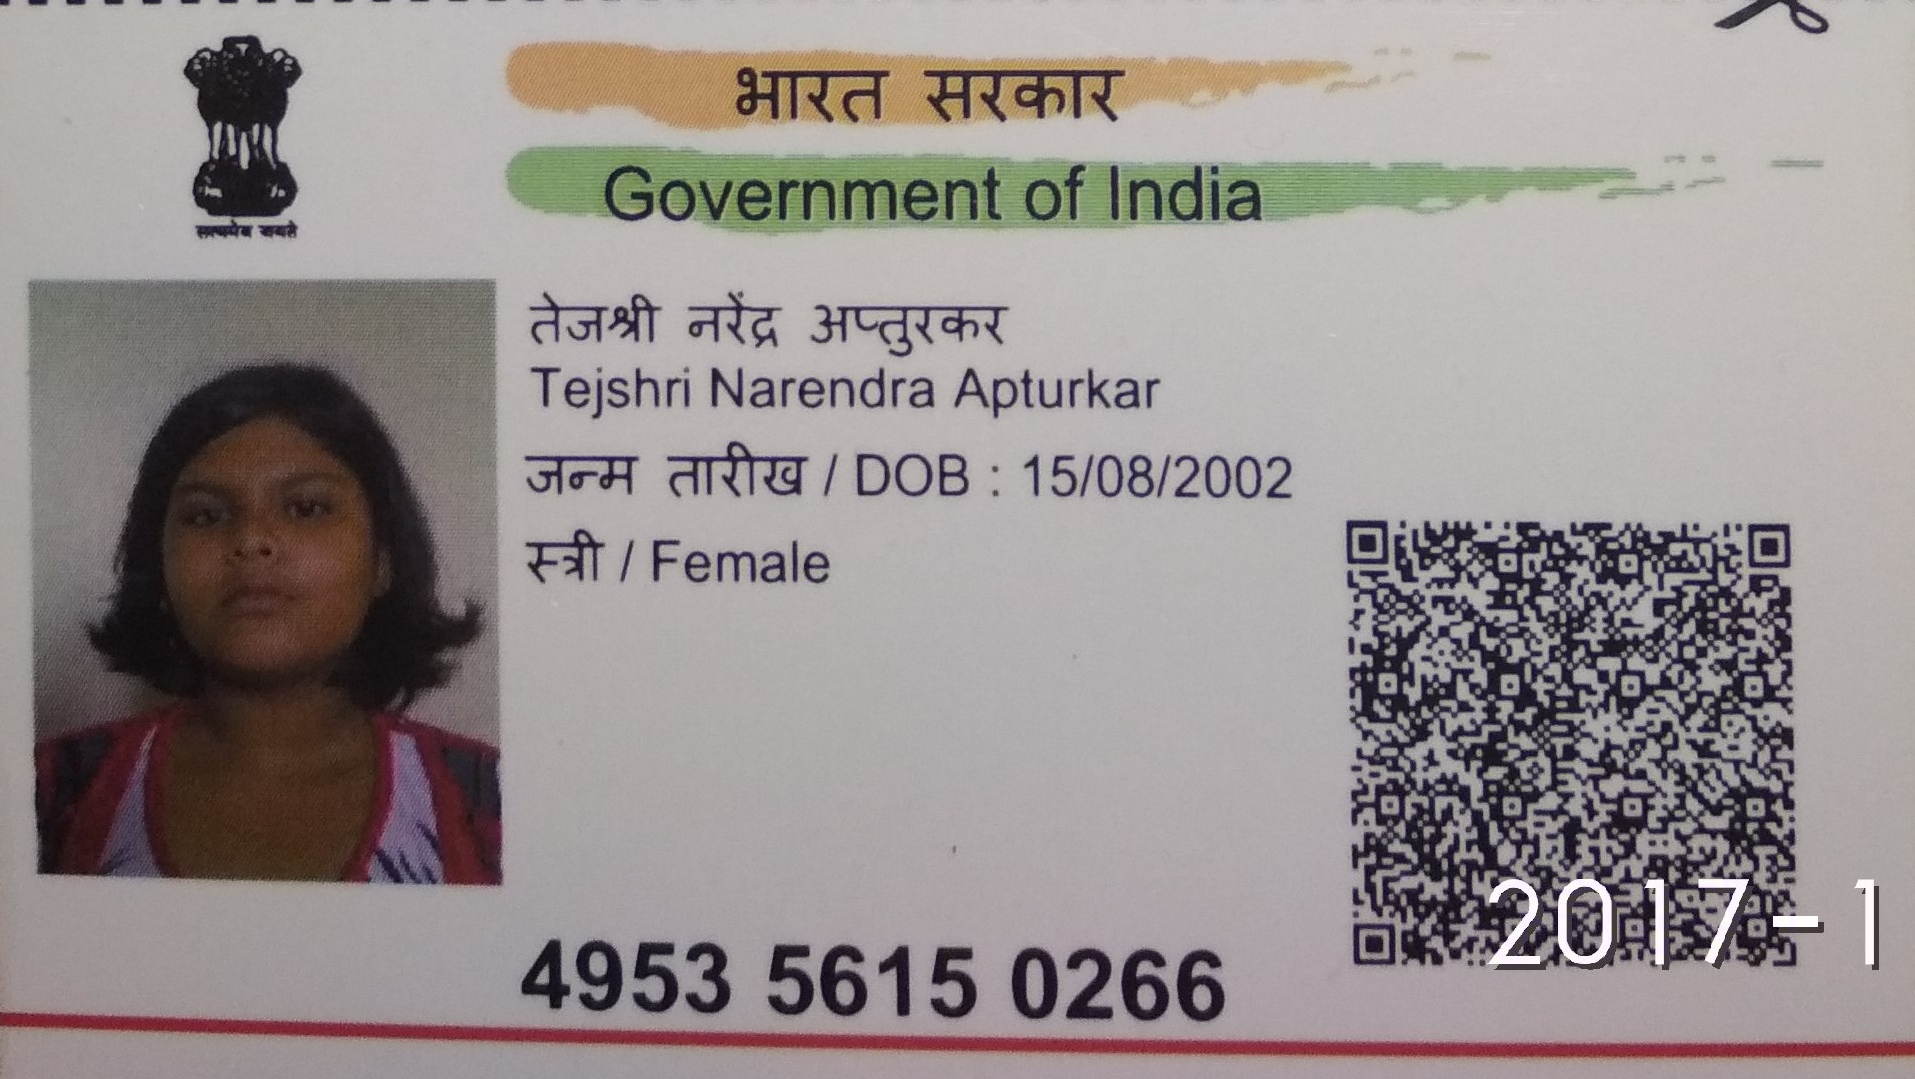 भारत सरकार
Government of India
सत्यमेव जयते
तेजश्री नरेंद्र अप्तुरकर
Tejshri Narendra Apturkar
जन्म तारीख / DOB : 15/08/2002
स्त्री / Female
4953 5615 0266
2017-1